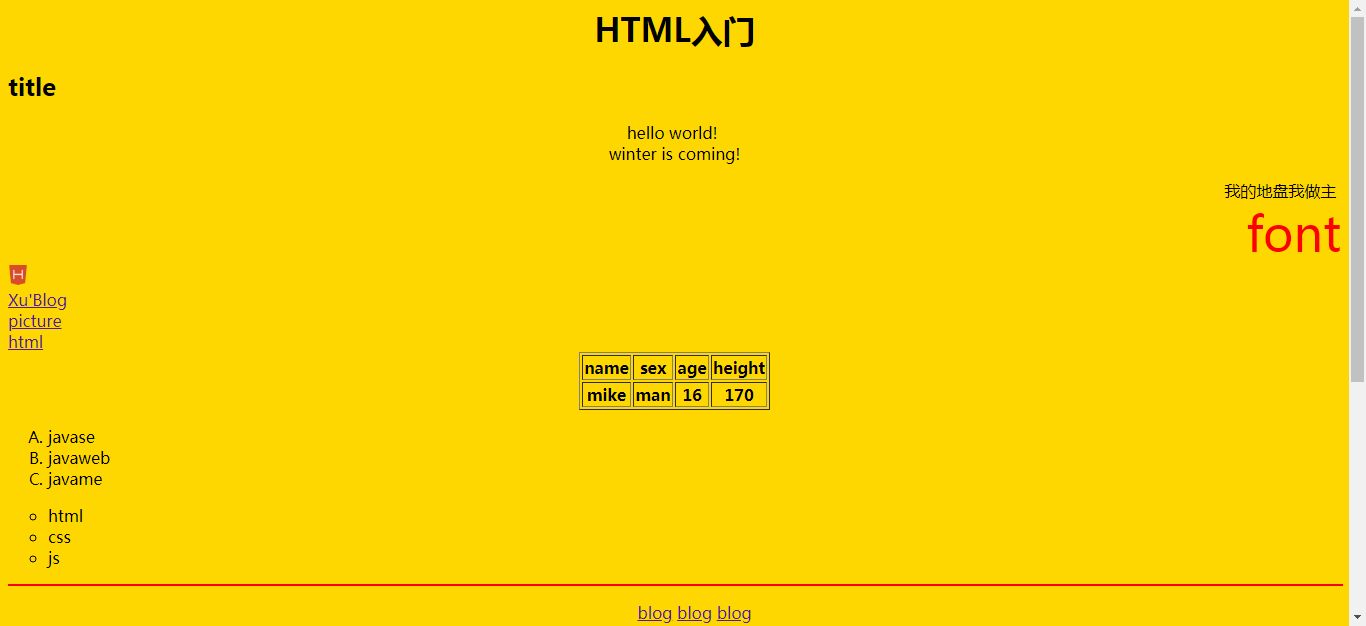 HTML入门
title
hello world!
winter is coming!
我的地盘我做主
font
H
Xu'Blog
picture
html
name sex age height
mike man 16 170
A. javase
B. javaweb
C. javame
html
css
js
blog blog blog